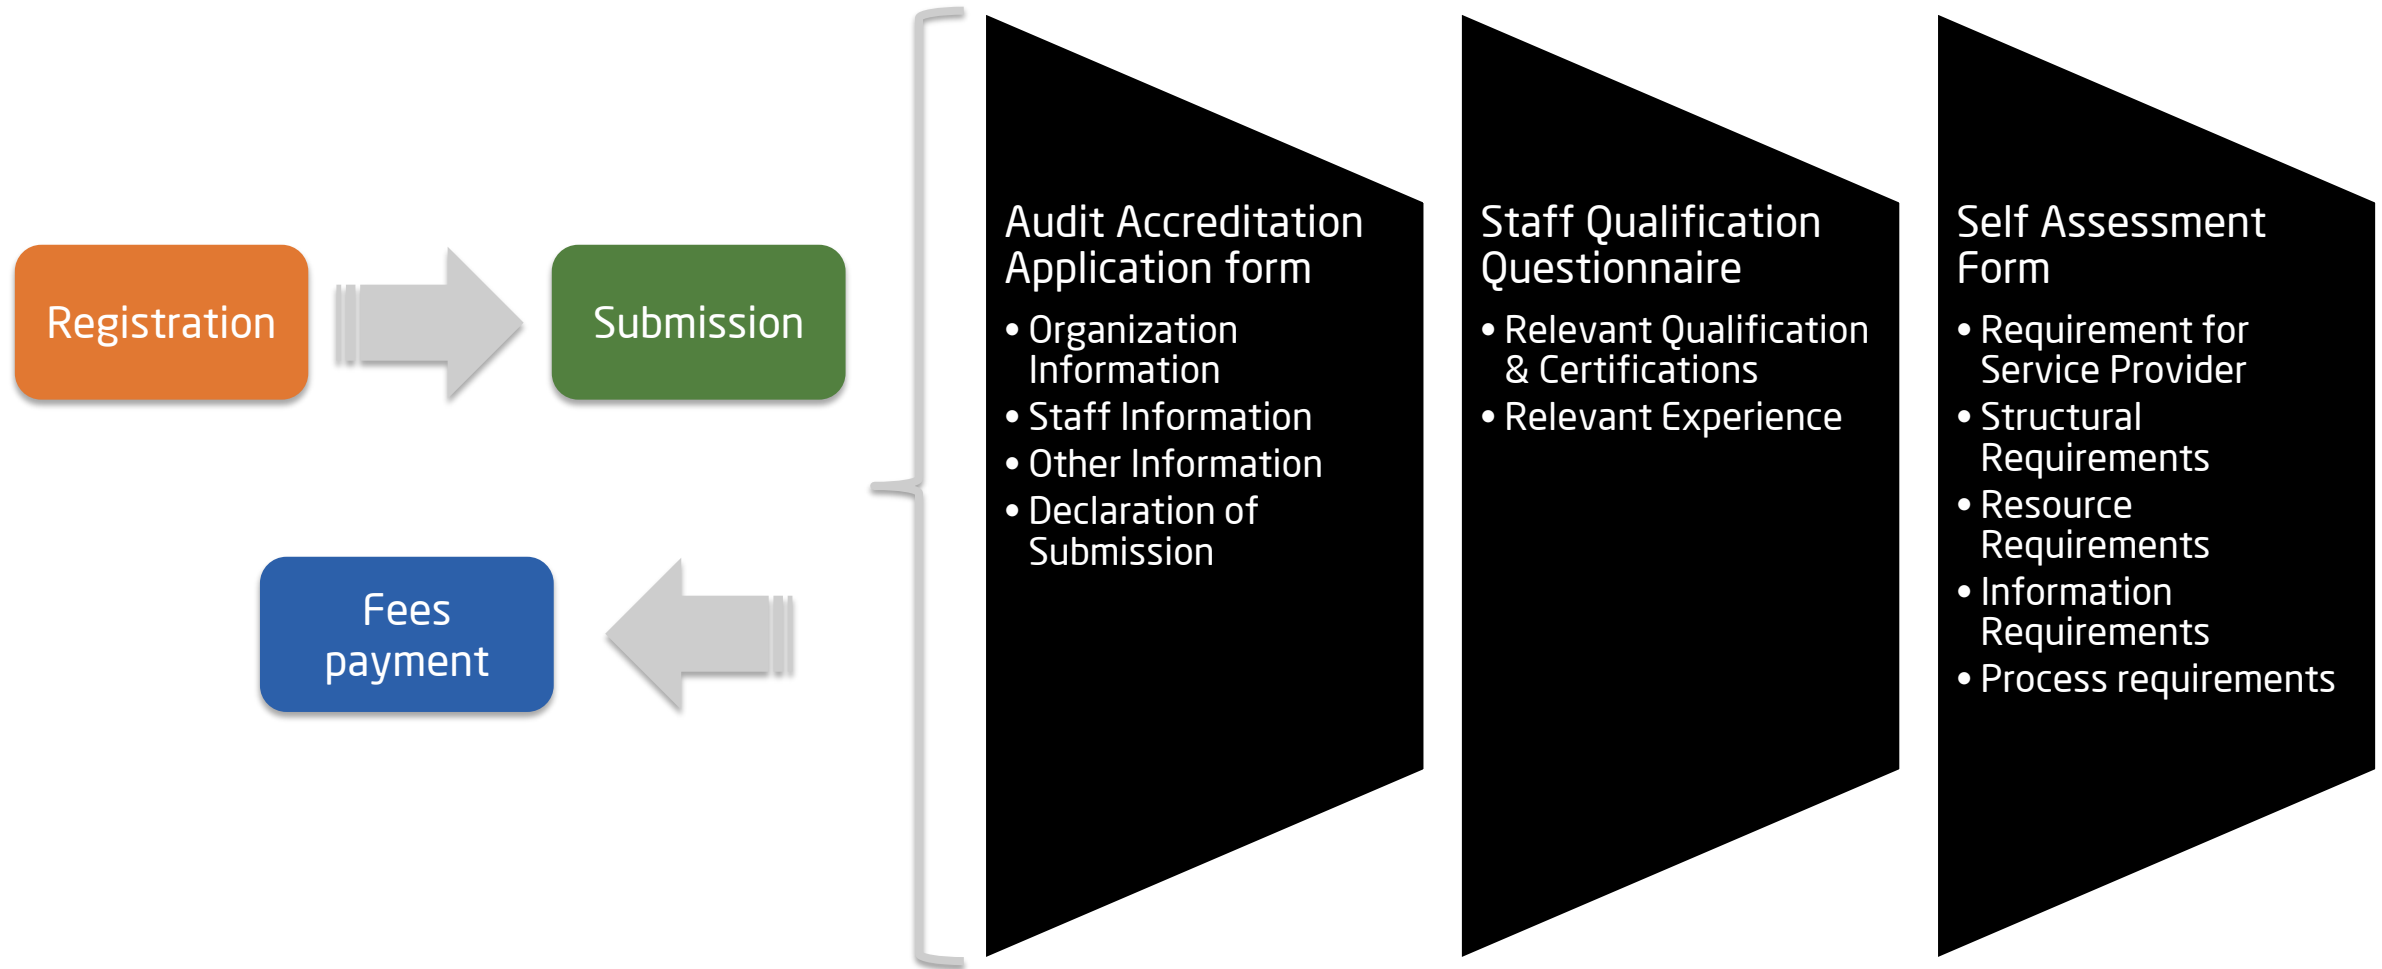 Registration
Submission
Fees
payment
Audit Accreditation
Application form
• Organization
Information
• Staff Information
• Other Information
• Declaration of
Submission
Staff Qualification
Questionnaire
• Relevant Qualification
& Certifications
• Relevant Experience
Self Assessment
Form
• Requirement for
Service Provider
• Structural
Requirements
• Resource
Requirements
• Information
Requirements
• Process requirements